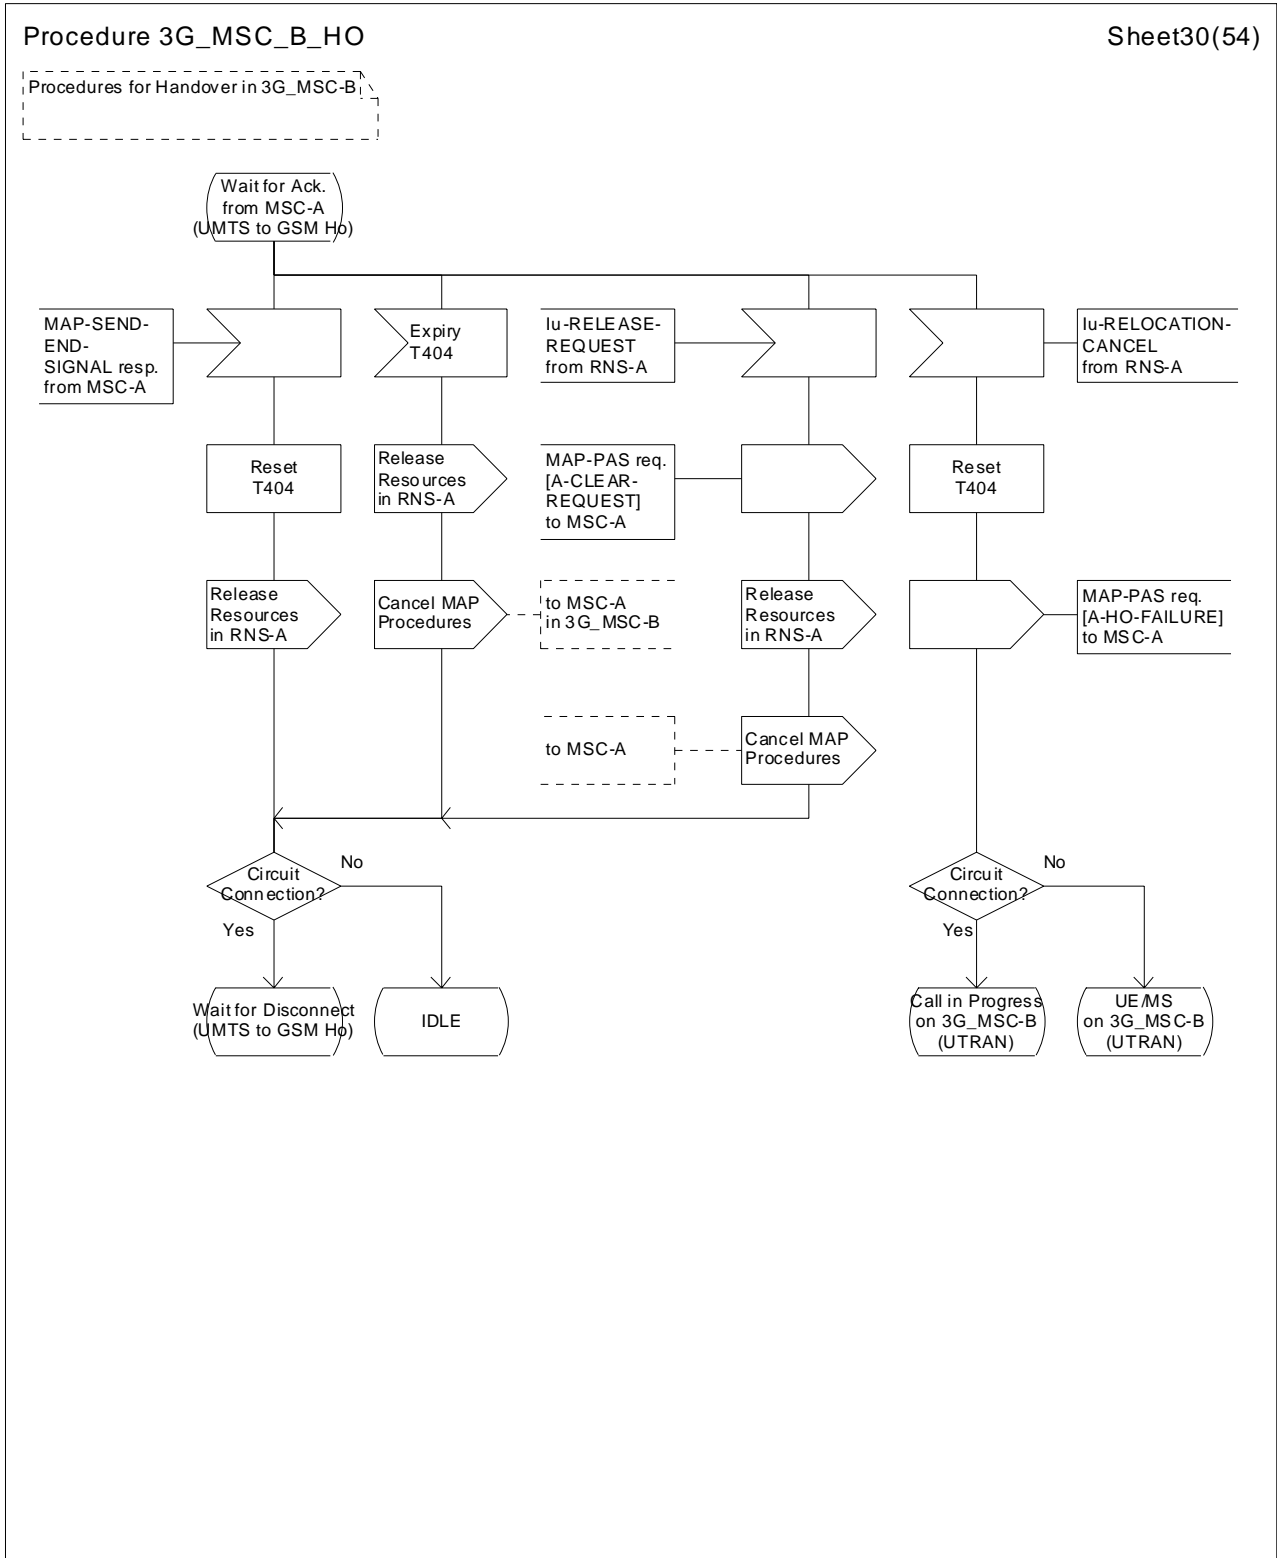 Procedure 3G_MSC_B_HO
Sheet30(54)
Procedures for Handover in 3G_MSC-B
Wait for Ack.
from MSC-A
(UMTS to GSM Ho)
MAP-SEND-
END-
SIGNAL resp.
from MSC-A
Expiry
T404
Iu-RELEASE-
REQUEST
from RNS-A
Iu-RELOCATION-
CANCEL
from RNS-A
Reset
T404
Release
Resources
in RNS-A
MAP-PAS req.
[A-CLEAR-
REQUEST]
to MSC-A
Reset
T404
Release
Resources
in RNS-A
Cancel MAP
Procedures
to MSC-A
in 3G_MSC-B
Release
Resources
in RNS-A
MAP-PAS req.
[A-HO-FAILURE]
to MSC-A
to MSC-A
Cancel MAP
Procedures
Circuit
Connection?
No
Yes
Circuit
Connection?
No
Yes
Wait for Disconnect
(UMTS to GSM Ho)
IDLE
Call in Progress
on 3G_MSC-B
(UTRAN)
UE/MS
on 3G_MSC-B
(UTRAN)